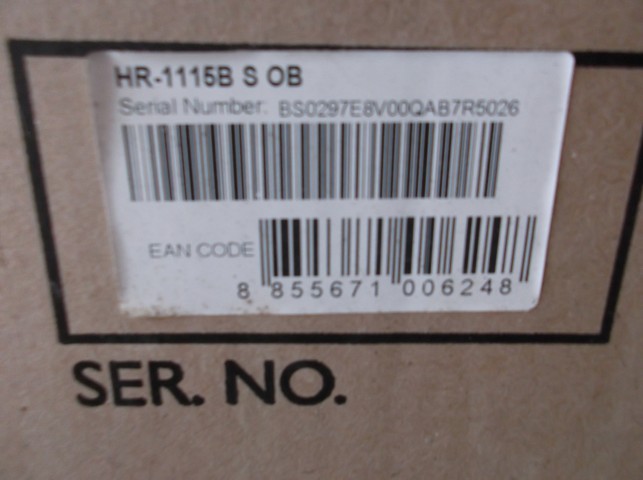 HR-1115B S OB
Serial Number: BS0297E8V00QAB7R5026
EAN CODE
8 855671 006248
SER. NO.